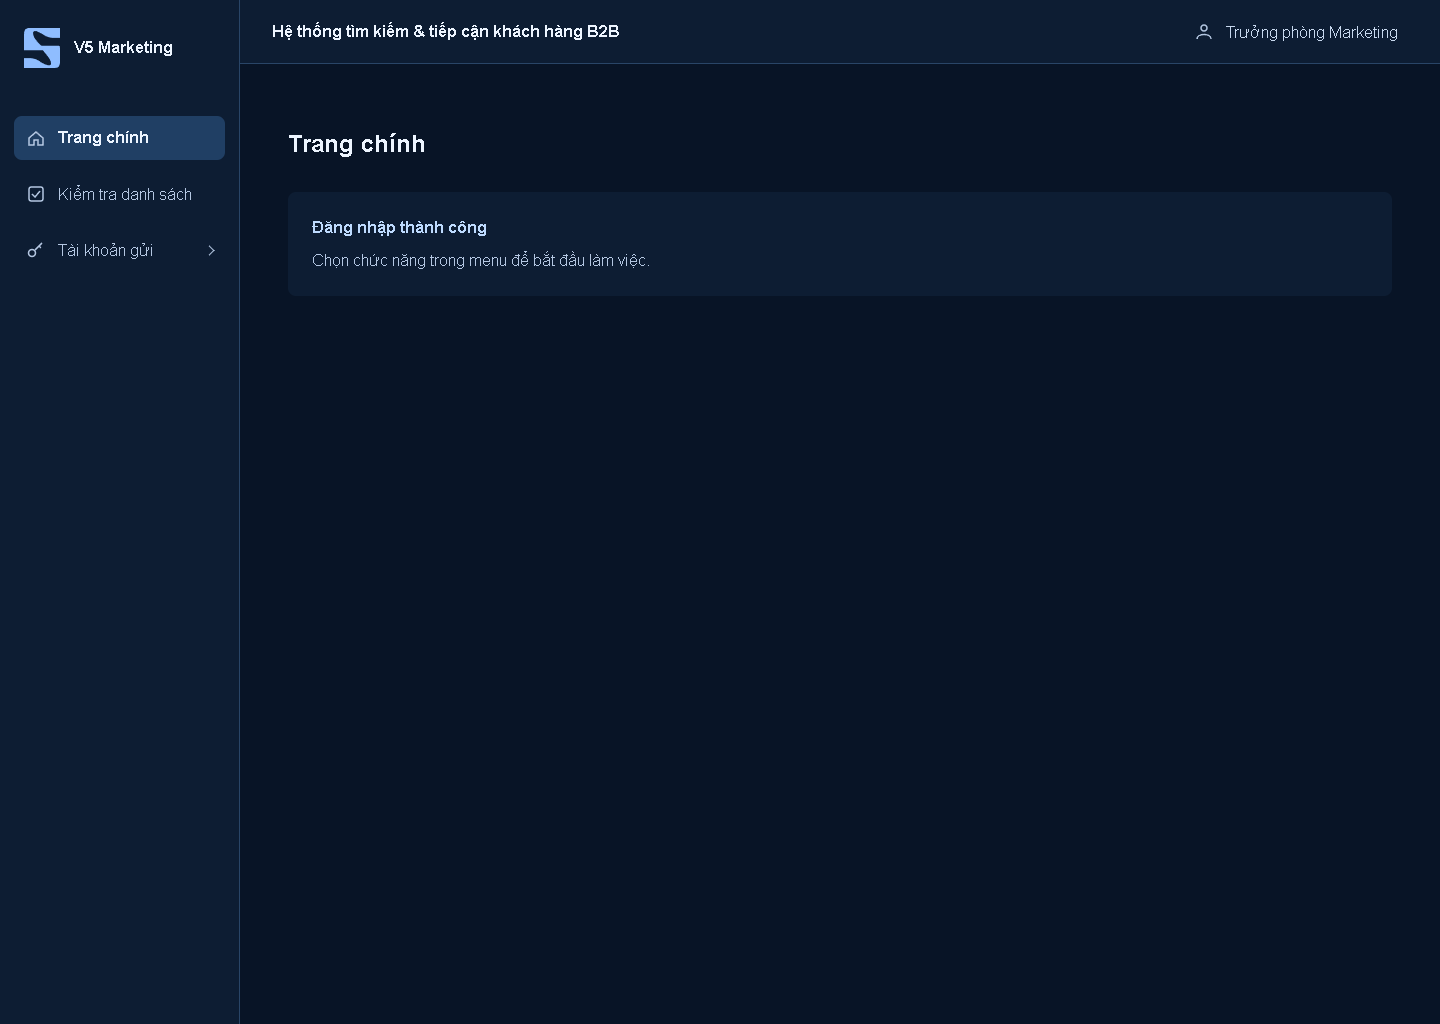 V5 Marketing
Hệ thống tìm kiếm & tiếp cận khách hàng B2B
Trưởng phòng Marketing
Trang chính
Kiểm tra danh sách
Tài khoản gửi
Trang chính
Đăng nhập thành công
Chọn chức năng trong menu để bắt đầu làm việc.